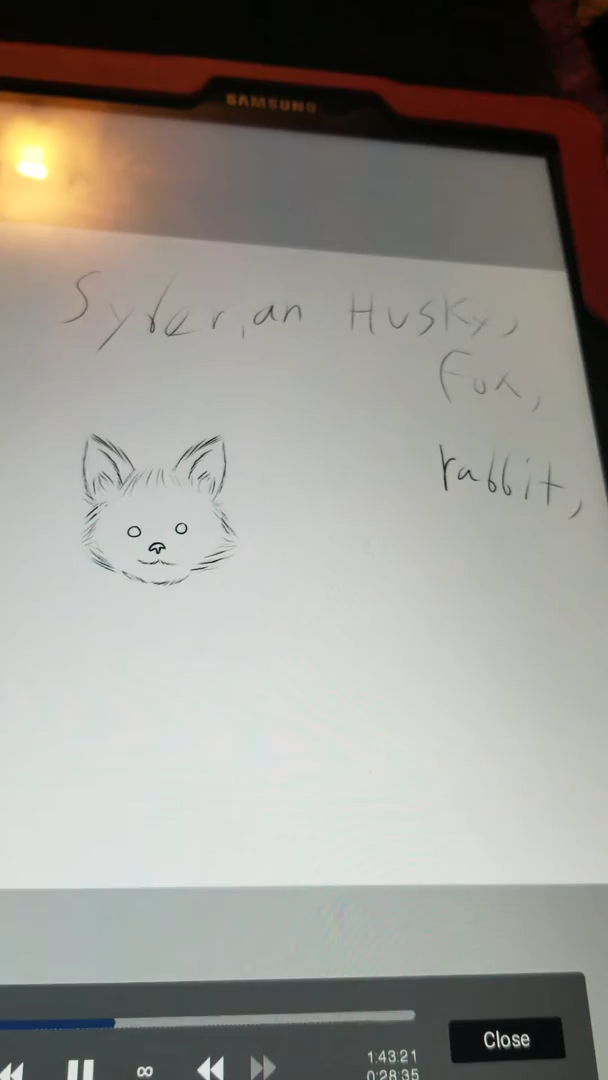 SAMSUNG
Syberian Husky,
Fox,
rabbit,
Close
1:43:21
0:28:35